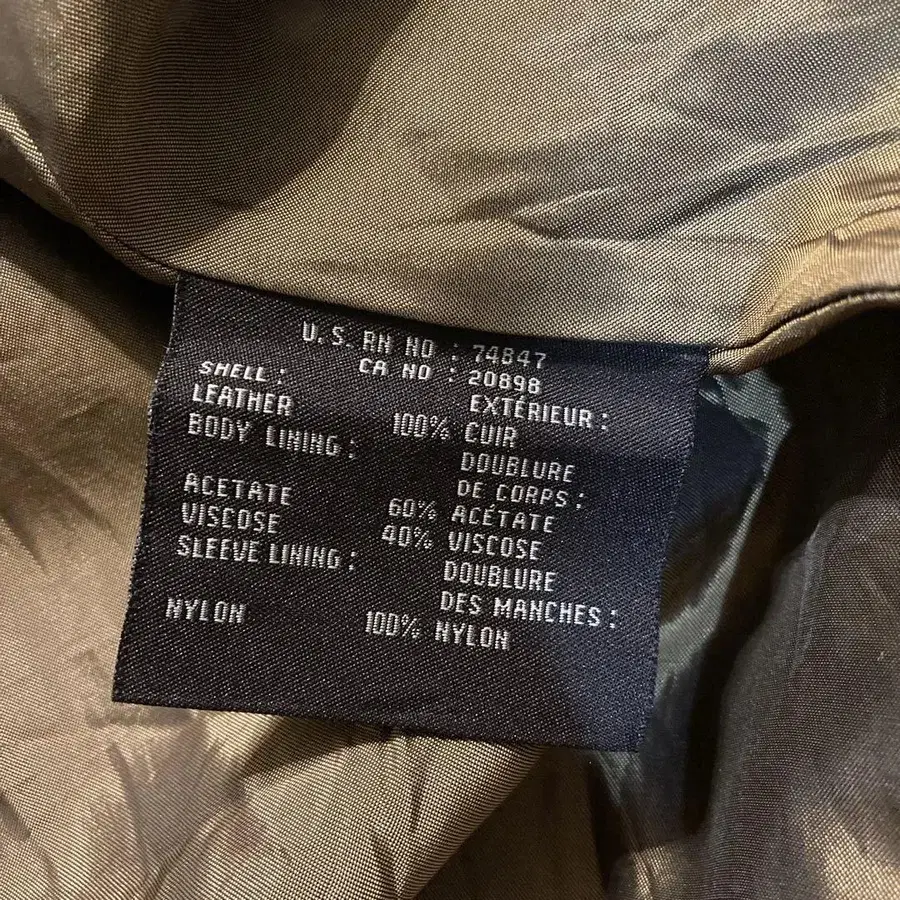 U.S. RN NO : 74847
CA NO : 20898
SHELL : EXTÉRIEUR :
LEATHER 100% CUIR
BODY LINING : DOUBLURE
DE CORPS :
ACETATE 60% ACÉTATE
VISCOSE 40% VISCOSE
SLEEVE LINING : DOUBLURE
DES MANCHES :
NYLON 100% NYLON